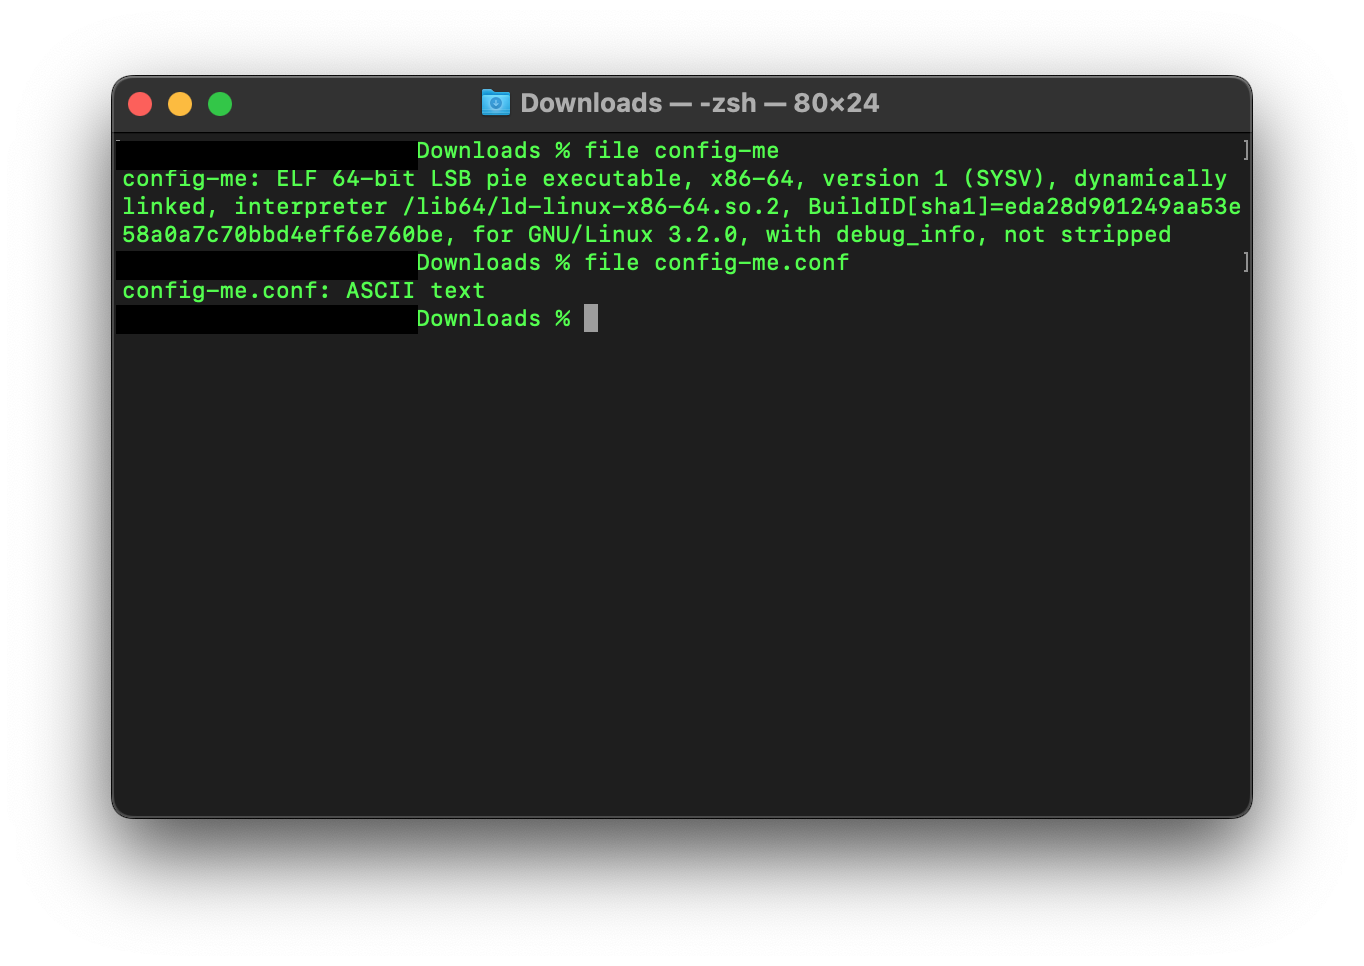 Downloads — -zsh — 80×24
Downloads % file config-me
config-me: ELF 64-bit LSB pie executable, x86-64, version 1 (SYSV), dynamically
linked, interpreter /lib64/ld-linux-x86-64.so.2, BuildID[sha1]=eda28d901249aa53e
58a0a7c70bbd4eff6e760be, for GNU/Linux 3.2.0, with debug_info, not stripped
Downloads % file config-me.conf
config-me.conf: ASCII text
Downloads %